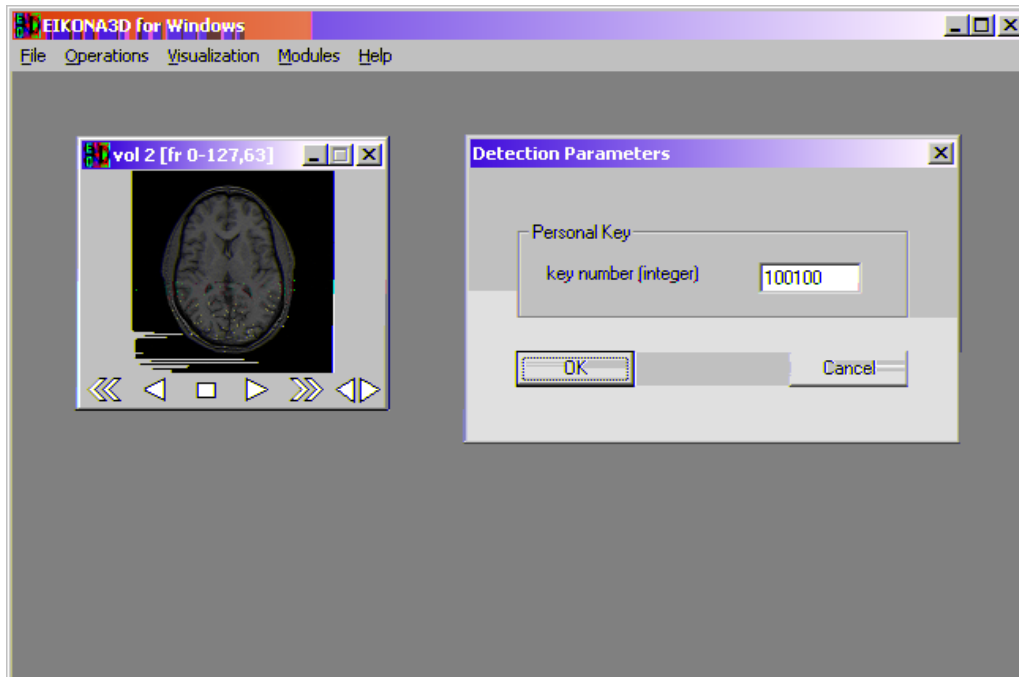 EIKONA3D for Windows
File Operations Visualization Modules Help
vol 2 [fr 0-127,63]
Detection Parameters
Personal Key
key number (integer) 100100
OK Cancel